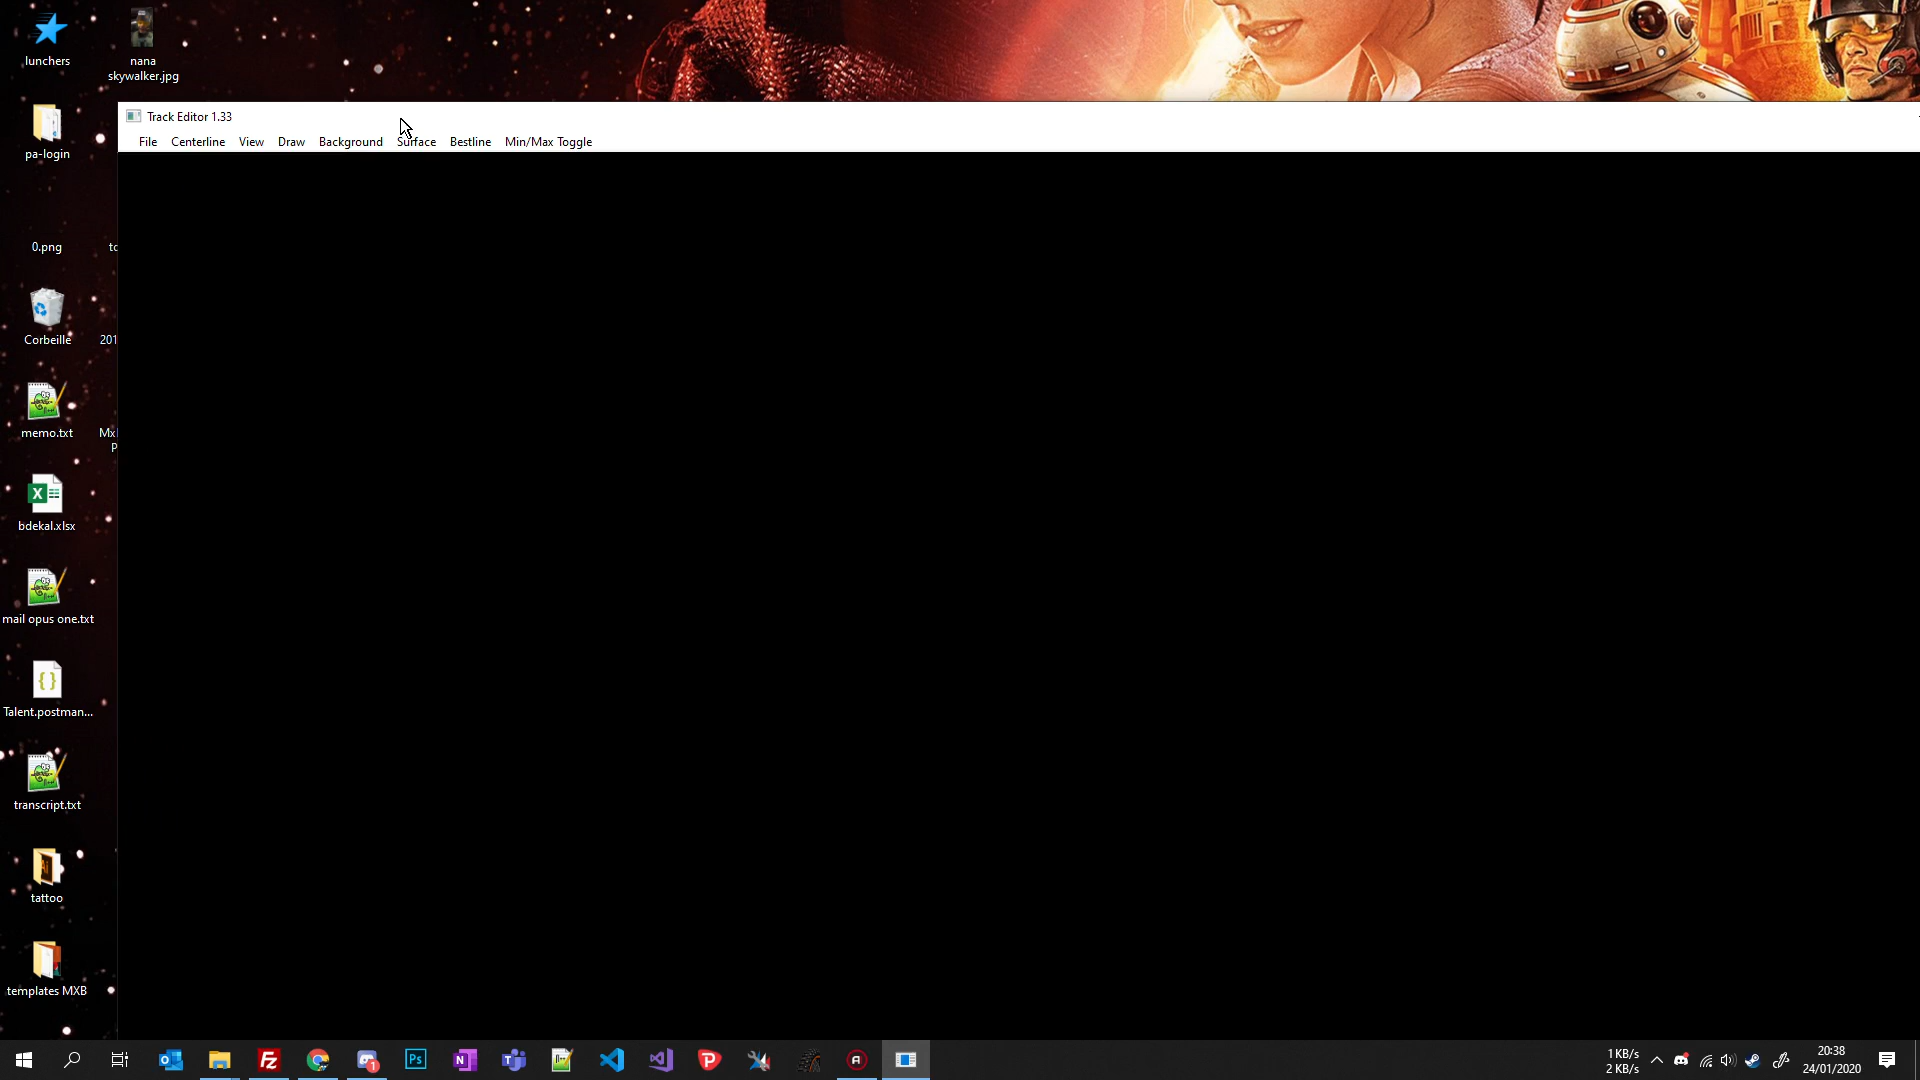 lunchers
nana
skywalker.jpg
Track Editor 1.33
File Centerline View Draw Background Surface Bestline Min/Max Toggle
pa-login
0.png
Corbeille
201
memo.txt
bdekal.xlsx
mail opus one.txt
Talent.postman...
transcript.txt
tattoo
templates MXB
1 KB/s
2 KB/s
20:38
24/01/2020